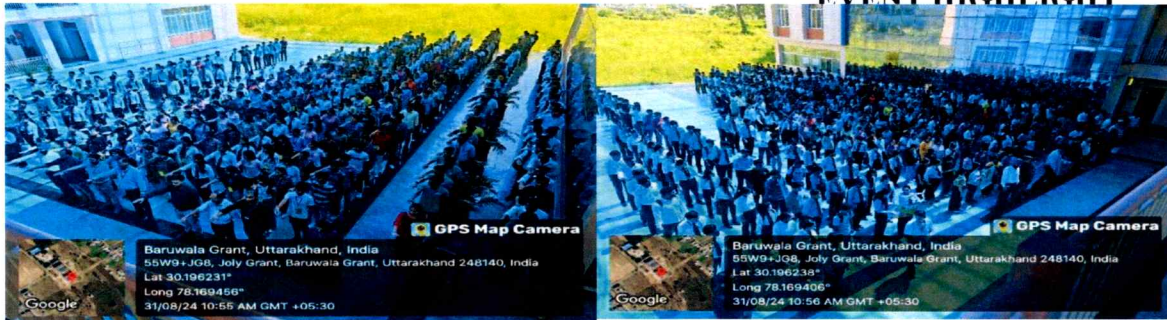 EVENT HIGHLIGHT
GPS Map Camera
Baruwala Grant, Uttarakhand, India
55W9+JG8, Joly Grant, Baruwala Grant, Uttarakhand 248140, India
Lat 30.196231°
Long 78.169456°
31/08/24 10:55 AM GMT +05:30
Google
GPS Map Camera
Baruwala Grant, Uttarakhand, India
55W9+JG8, Joly Grant, Baruwala Grant, Uttarakhand 248140, India
Lat 30.196238°
Long 78.169406°
31/08/24 10:56 AM GMT +05:30
Google